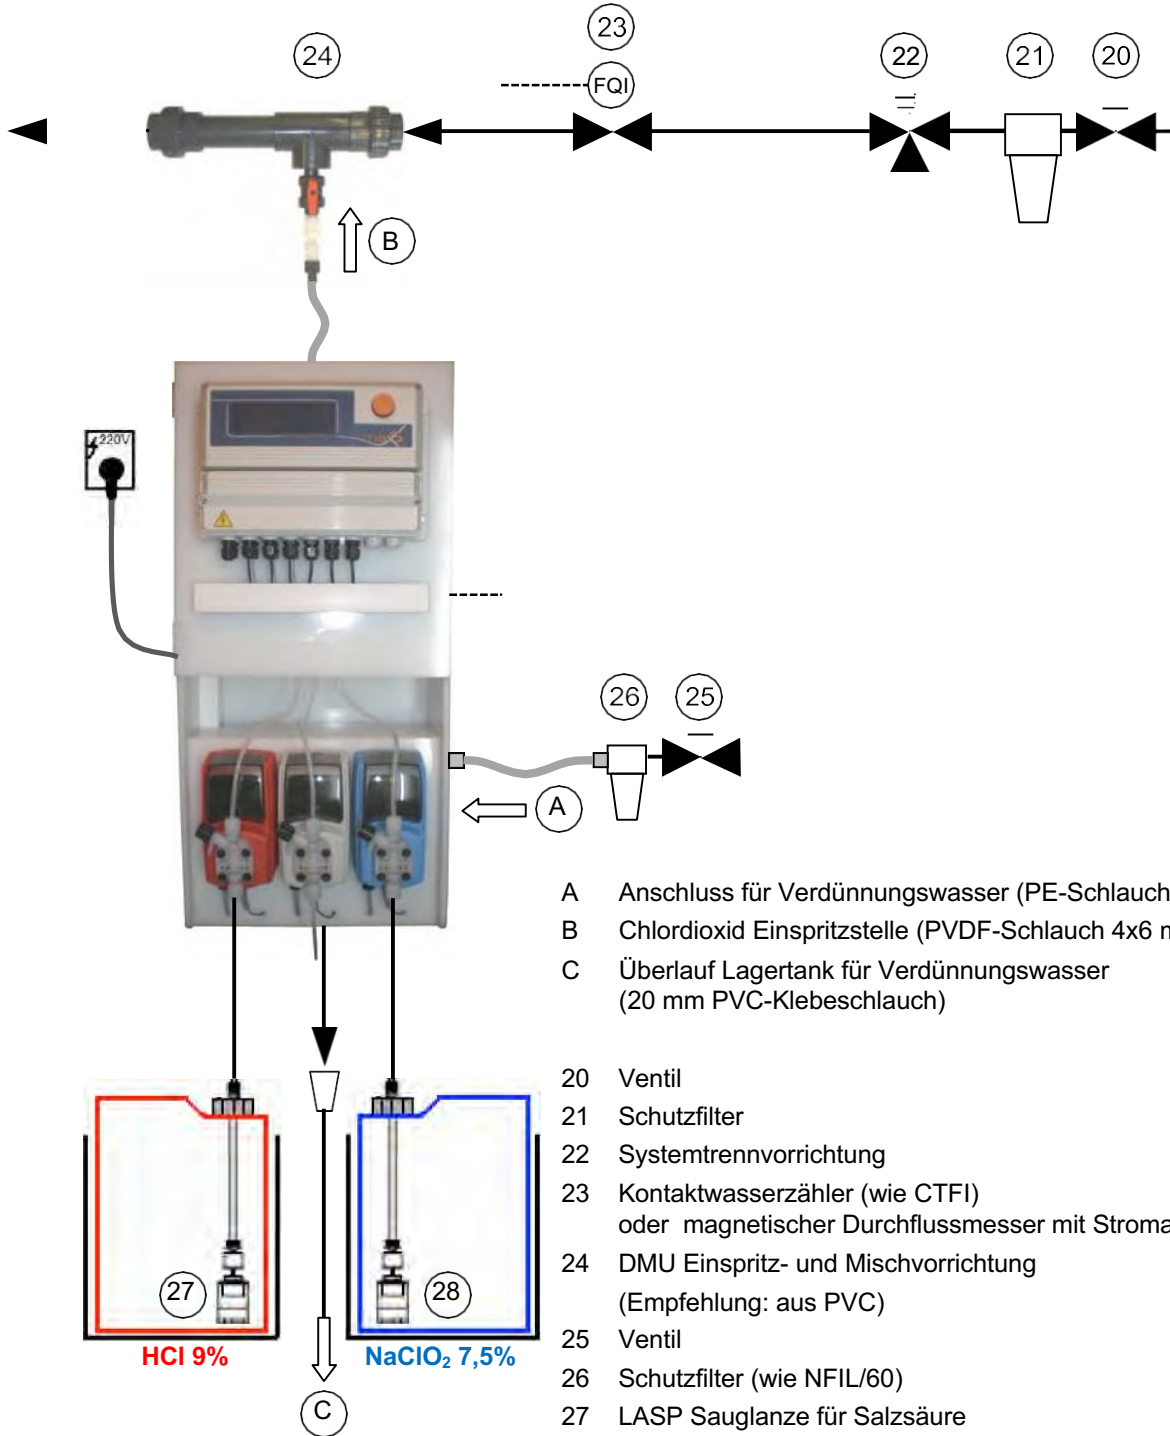 23
24
22
21
20
FQI
B
220V
26
25
A
A Anschluss für Verdünnungswasser (PE-Schlauch
B Chlordioxid Einspritzstelle (PVDF-Schlauch 4x6
C Überlauf Lagertank für Verdünnungswasser
(20 mm PVC-Klebeschlauch)
20 Ventil
21 Schutzfilter
22 Systemtrennvorrichtung
23 Kontaktwasserzähler (wie CTFI)
oder magnetischer Durchflussmesser mit
24 DMU Einspritz- und Mischvorrichtung
(Empfehlung: aus PVC)
25 Ventil
26 Schutzfilter (wie NFIL/60)
27 LASP Sauglanze für Salzsäure
27
28
HCl 9%
NaClO₂ 7,5%
C